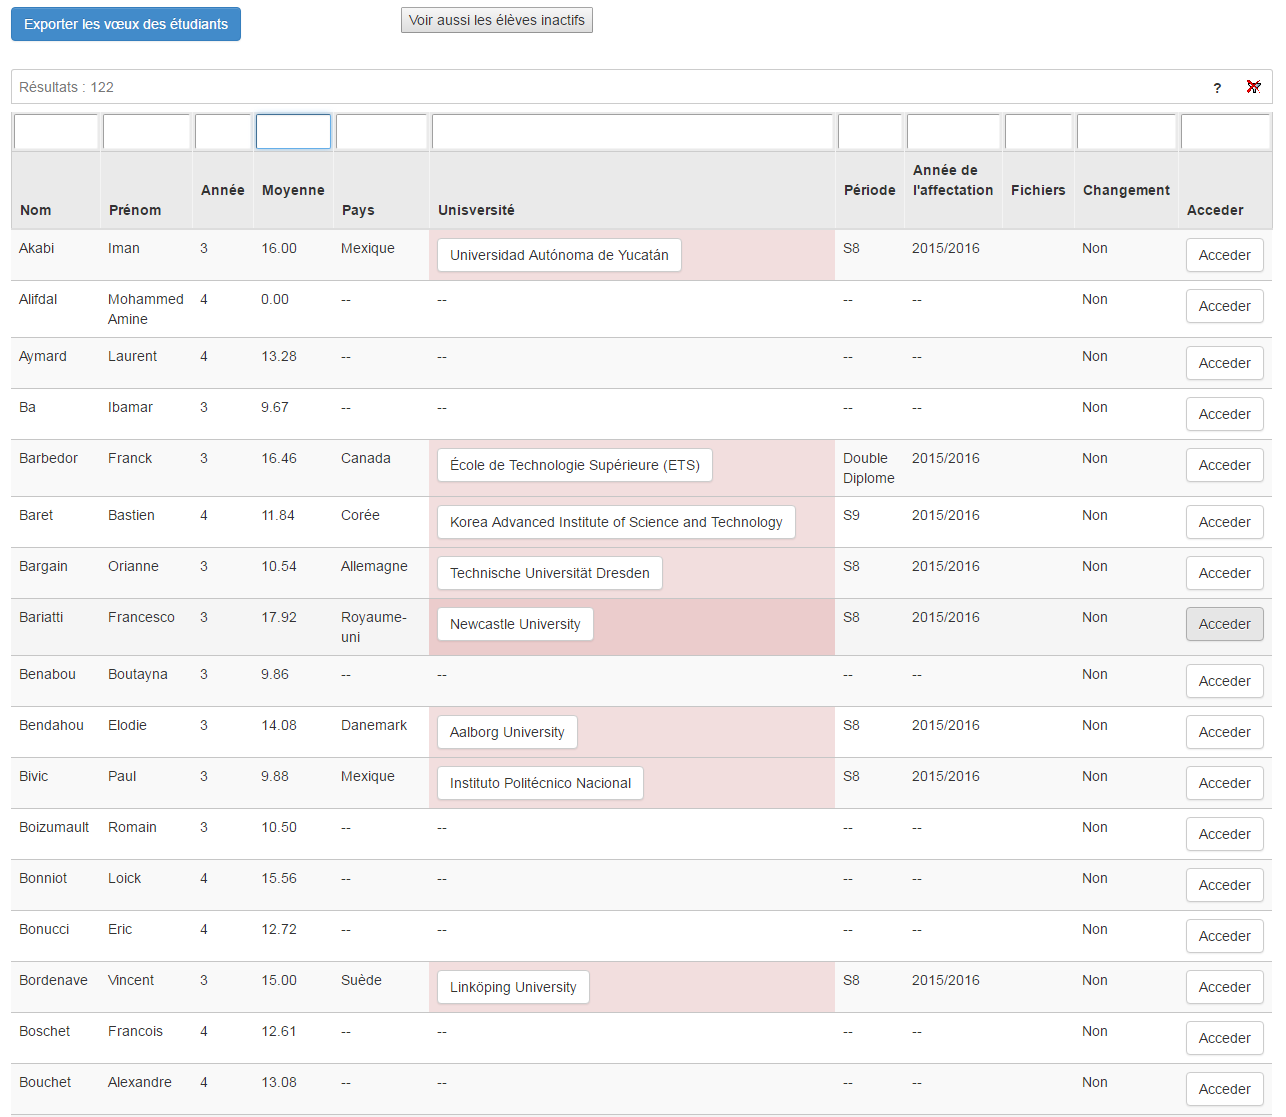 Exporter les vœux des étudiants
Voir aussi les élèves inactifs
Résultats : 122
?
Nom Prénom Année Moyenne Pays Unisversité Période Année de l'affectation Fichiers Changement Acceder
Akabi Iman 3 16.00 Mexique Universidad Autónoma de Yucatán S8 2015/2016 Non Acceder
Alifdal Mohammed Amine 4 0.00 -- -- -- -- Non Acceder
Aymard Laurent 4 13.28 -- -- -- -- Non Acceder
Ba Ibamar 3 9.67 -- -- -- -- Non Acceder
Barbedor Franck 3 16.46 Canada École de Technologie Supérieure (ETS) Double Diplome 2015/2016 Non Acceder
Baret Bastien 4 11.84 Corée Korea Advanced Institute of Science and Technology S9 2015/2016 Non Acceder
Bargain Orianne 3 10.54 Allemagne Technische Universität Dresden S8 2015/2016 Non Acceder
Bariatti Francesco 3 17.92 Royaume-uni Newcastle University S8 2015/2016 Non Acceder
Benabou Boutayna 3 9.86 -- -- -- -- Non Acceder
Bendahou Elodie 3 14.08 Danemark Aalborg University S8 2015/2016 Non Acceder
Bivic Paul 3 9.88 Mexique Instituto Politécnico Nacional S8 2015/2016 Non Acceder
Boizumault Romain 3 10.50 -- -- -- -- Non Acceder
Bonniot Loick 4 15.56 -- -- -- -- Non Acceder
Bonucci Eric 4 12.72 -- -- -- -- Non Acceder
Bordenave Vincent 3 15.00 Suède Linköping University S8 2015/2016 Non Acceder
Boschet Francois 4 12.61 -- -- -- -- Non Acceder
Bouchet Alexandre 4 13.08 -- -- -- -- Non Acceder